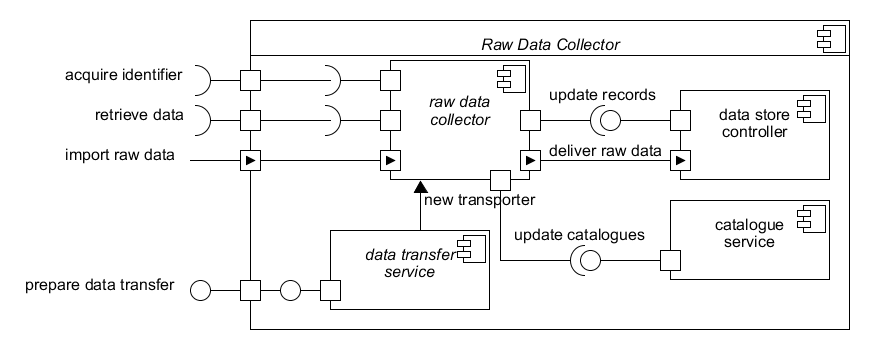 Raw Data Collector
acquire identifier
retrieve data
import raw data
raw data
collector
update records
data store
controller
deliver raw data
new transporter
update catalogues
catalogue
service
data transfer
service
prepare data transfer